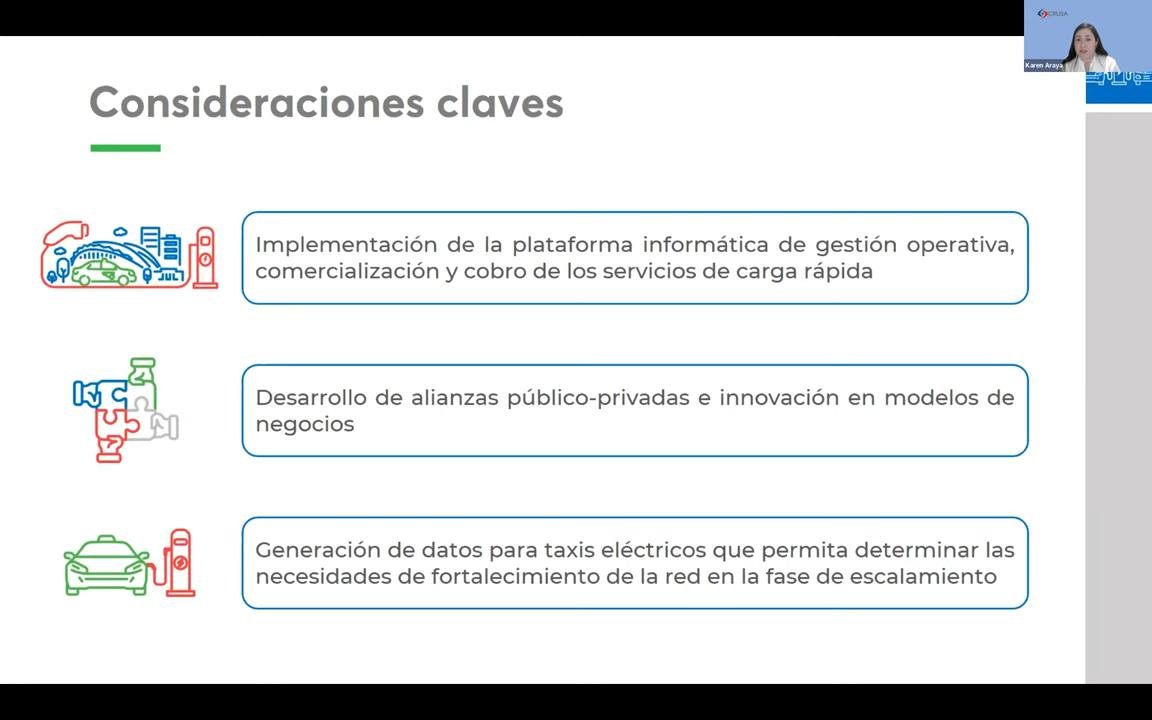 CRUSA
Karen Araya
Consideraciones claves
Implementación de la plataforma informática de gestión operativa,
comercialización y cobro de los servicios de carga rápida
Desarrollo de alianzas público-privadas e innovación en modelos de
negocios
Generación de datos para taxis eléctricos que permita determinar las
necesidades de fortalecimiento de la red en la fase de escalamiento